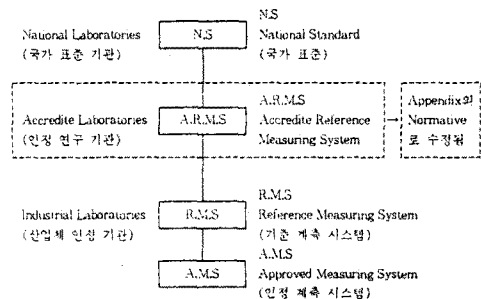 N.S
National Laboratories
N.S
National Standard
(국가 표준 기관)
(국가 표준)
A.R.M.S
Appendix의
Accredite Laboratories
A.R.M.S
Accredite Reference
Normative
(인정 연구 기관)
Measuring System
로 수정됨
R.M.S
Industrial Laboratories
R.M.S
Reference Measuring System
(산업체 인정 기관)
(기준 계측 시스템)
A.M.S
A.M.S
Approved Measuring System
(인정 계측 시스템)